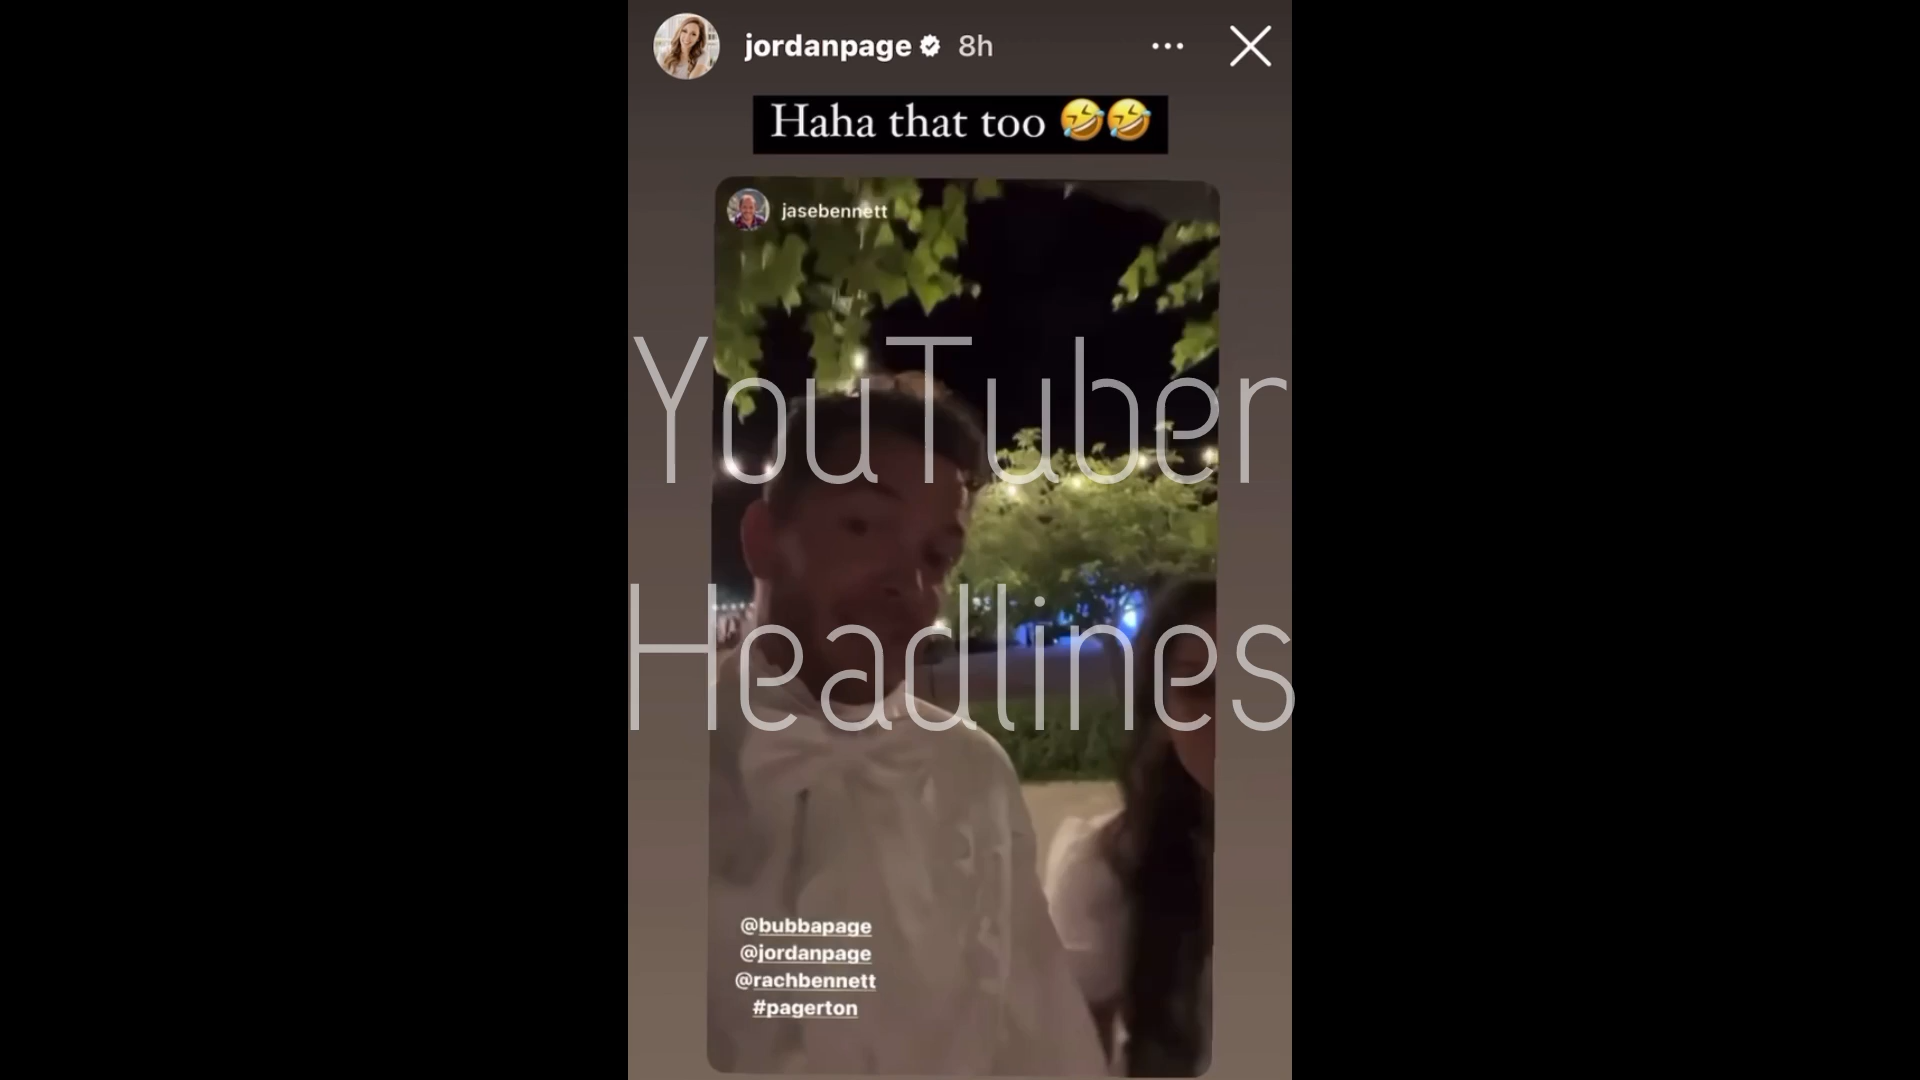 jordanpage 8h
Haha that too 🤣🤣
jasebennett
YouTuber
Headlines
@bubbapage
@jordanpage
@rachbennett
#pagerton